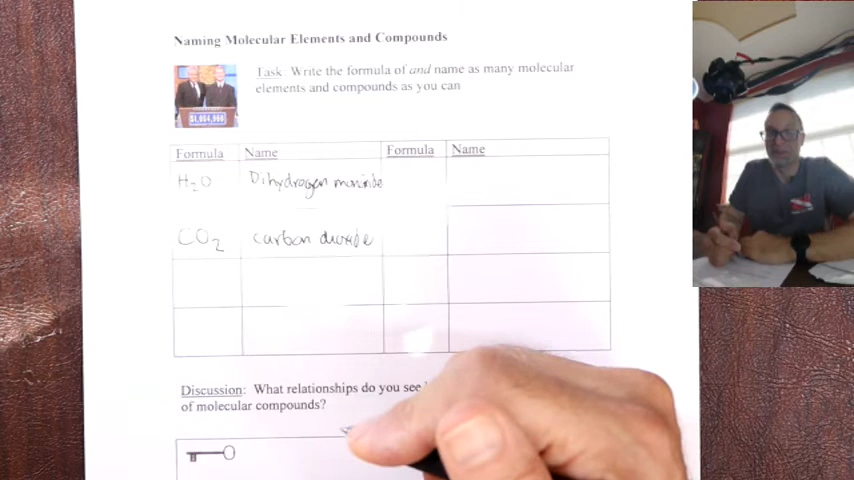 Naming Molecular Elements and Compounds
Task: Write the formula of and name as many molecular
elements and compounds as you can
$1,004,966
Formula Name Formula Name
H2O Dihydrogen monoxide
CO2 carbon dioxide
Discussion: What relationships do you see
of molecular compounds?